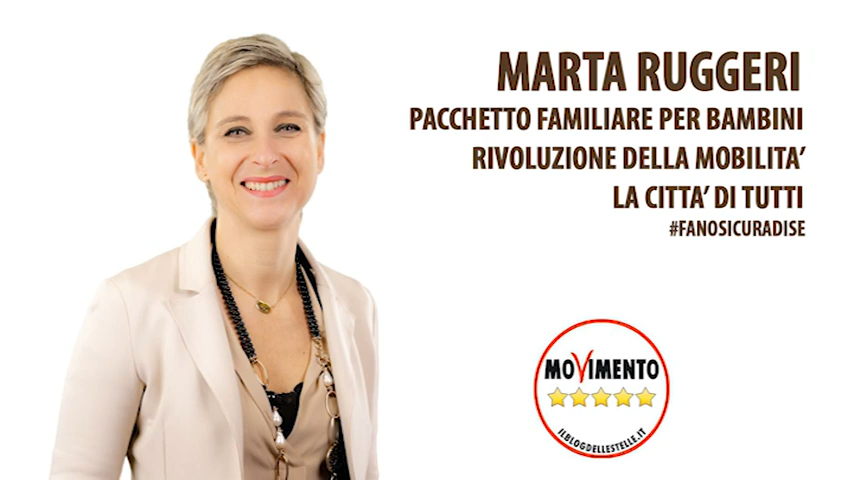 MARTA RUGGERI
PACCHETTO FAMILIARE PER BAMBINI
RIVOLUZIONE DELLA MOBILITA'
LA CITTA' DI TUTTI
#FANOSICURADISE
MOVIMENTO
ILBLOGDELLESTELLE.IT